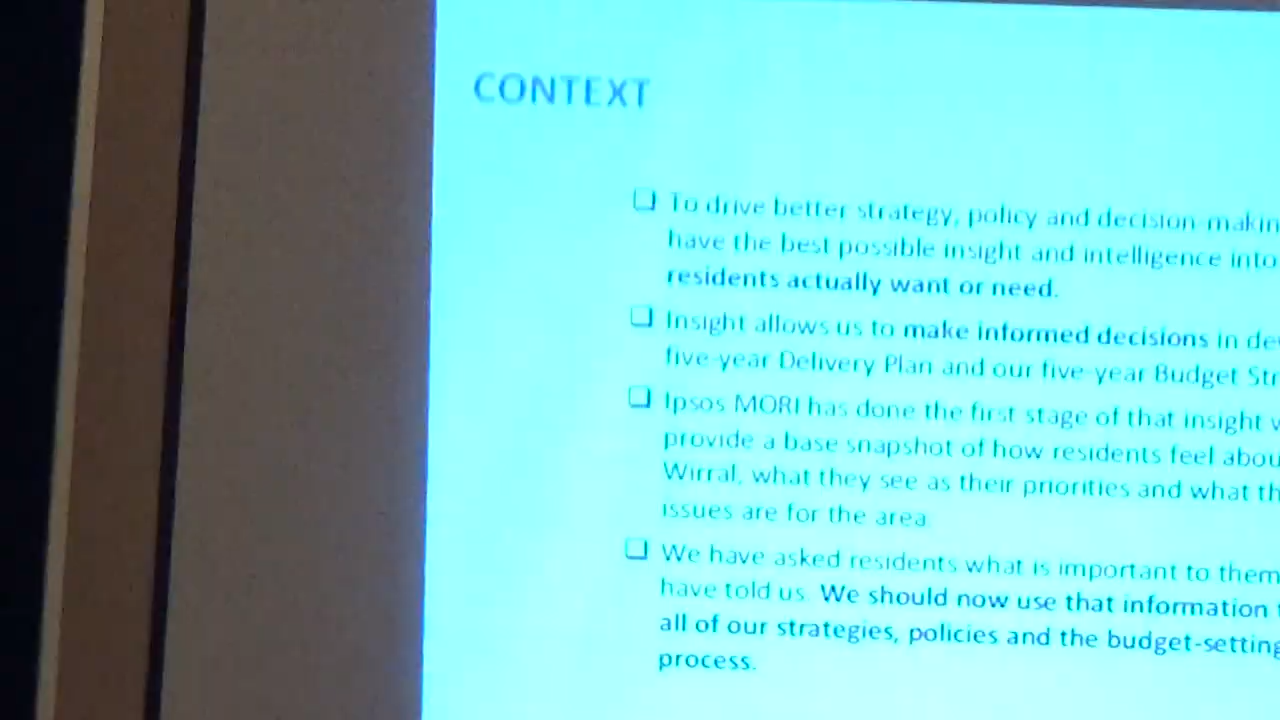 CONTEXT
❑ To drive better strategy, policy and decision-makin
have the best possible insight and intelligence into
residents actually want or need.
❑ Insight allows us to make informed decisions in de
five-year Delivery Plan and our five-year Budget Str
❑ Ipsos MORI has done the first stage of that insight
provide a base snapshot of how residents feel abou
Wirral, what they see as their priorities and what th
issues are for the area.
❑ We have asked residents what is important to them
have told us. We should now use that information
all of our strategies, policies and the budget-setting
process.